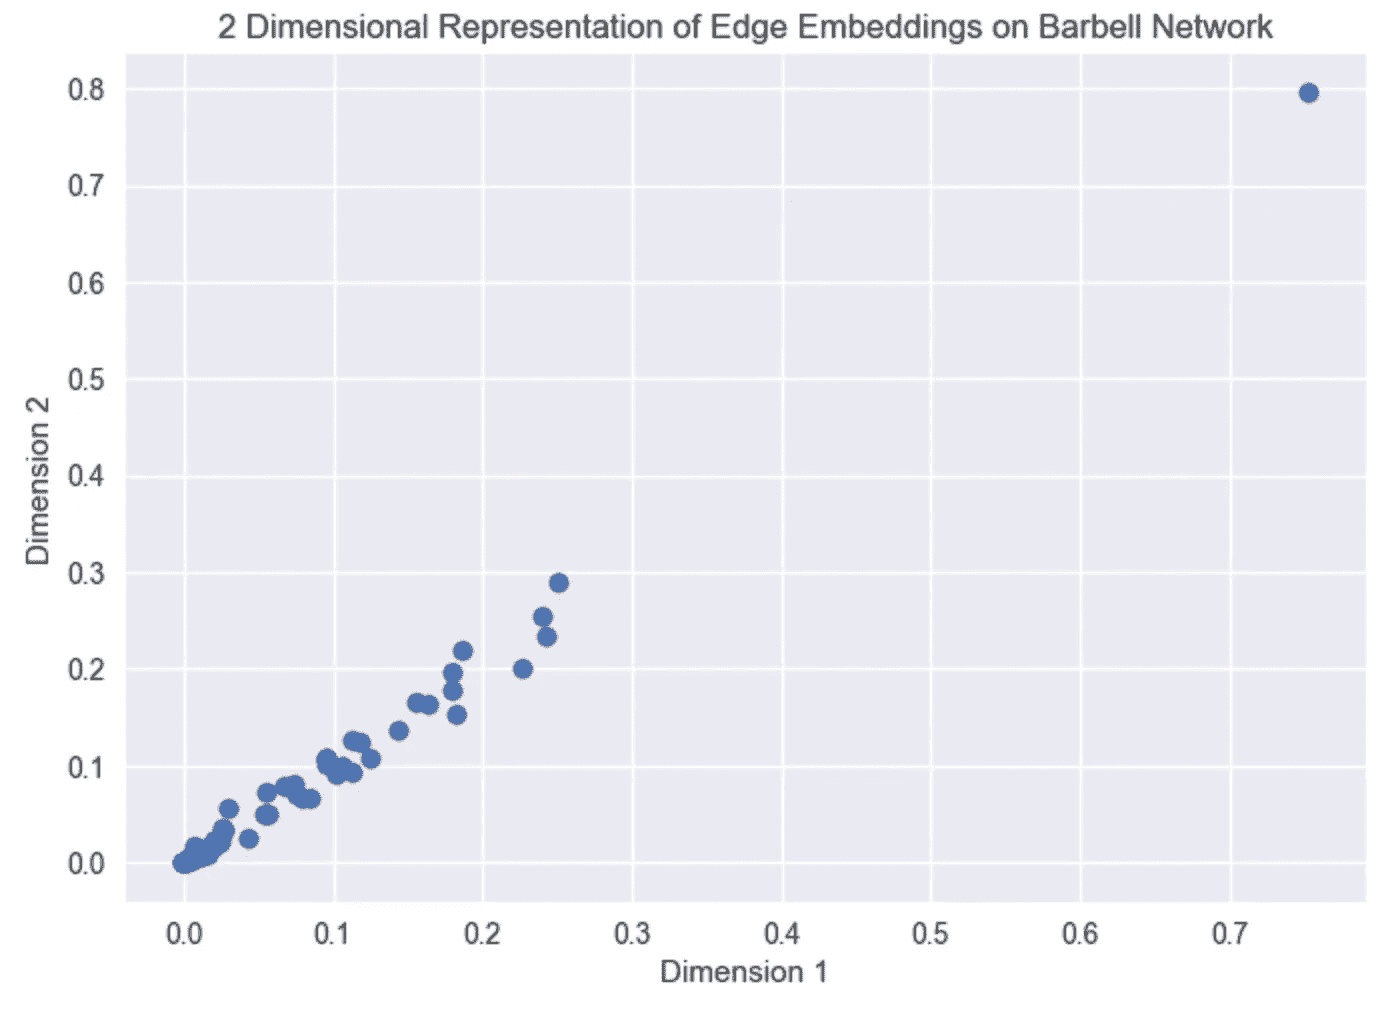 2 Dimensional Representation of Edge Embeddings on Barbell Network
0.8
0.7
0.6
0.5
0.4
0.3
0.2
0.1
0.0
Dimension 2
0.0 0.1 0.2 0.3 0.4 0.5 0.6 0.7
Dimension 1